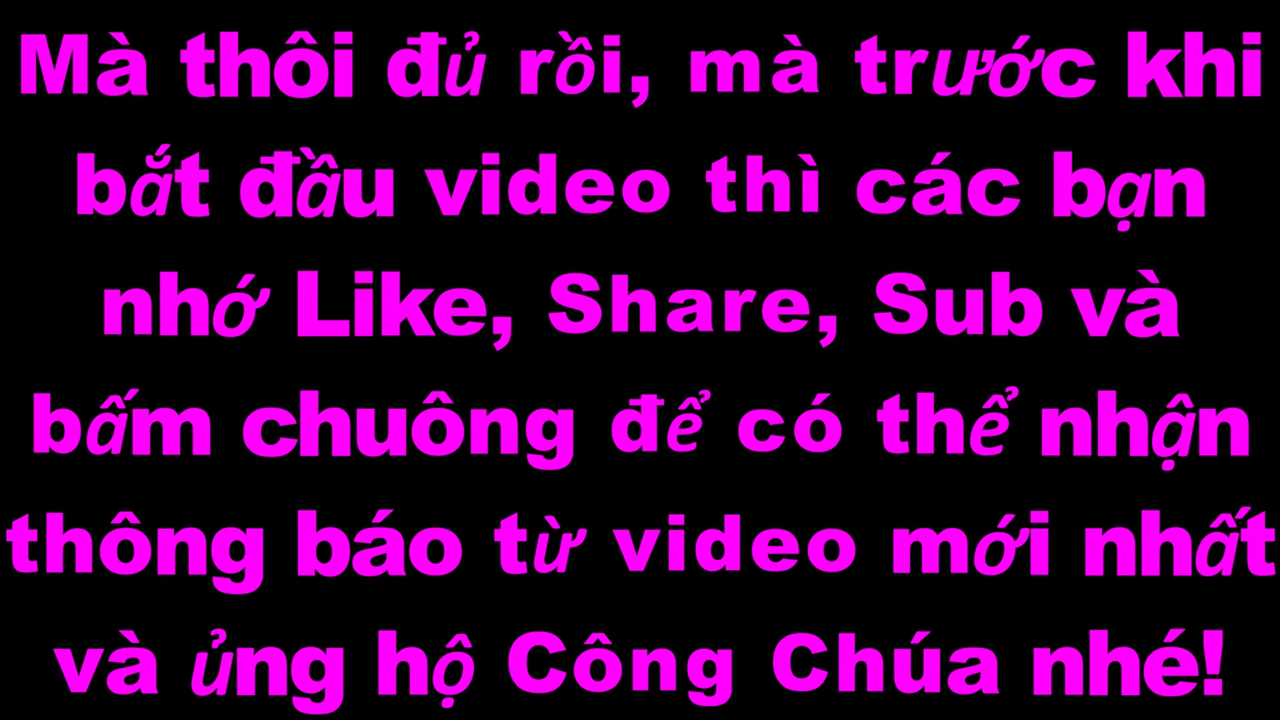 Mà thôi đủ rồi, mà trước khi
bắt đầu video thì các bạn
nhớ Like, Share, Sub và
bấm chuông để có thể nhận
thông báo từ video mới nhất
và ủng hộ Công Chúa nhé!